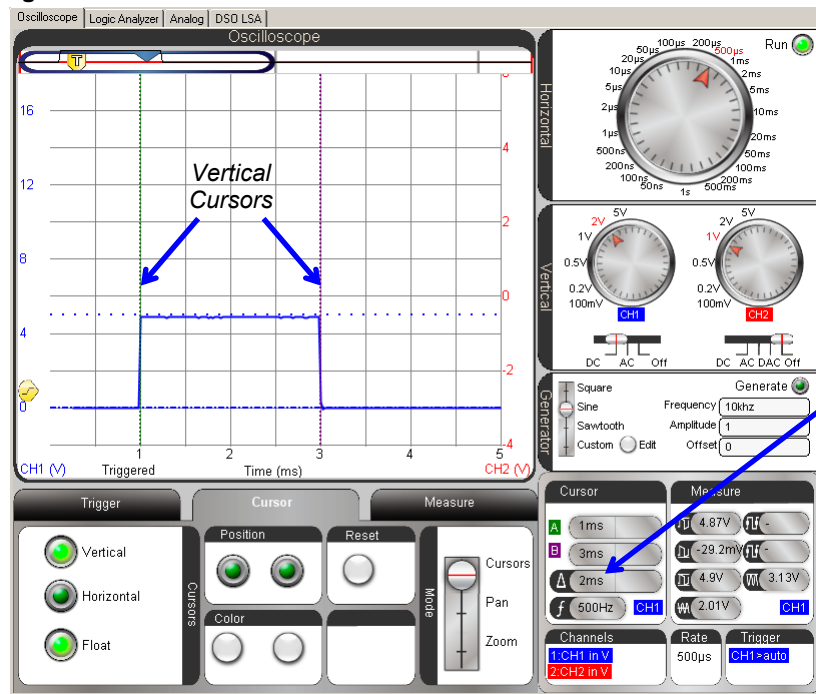 Oscilloscope Logic Analyzer Analog DSO LSA
Oscilloscope
T
16
12
8
4
0
4
2
0
-2
-4
Vertical
Cursors
1 2 3 4 5
CH1 (V) Triggered Time (ms) CH2 (V)
Horizontal
Run
50µs 100µs 200µs 500µs
20µs 1ms
10µs 2ms
5µs 5ms
2µs 10ms
1µs 20ms
500ns 50ms
200ns 100ms
100ns 200ms
50ns 1s 500ms
Vertical
2V 5V
1V
0.5V
0.2V
100mV
CH1
DC AC Off
2V 5V
1V
0.5V
0.2V
100mV
CH2
DC AC DAC Off
Generator
Square
Sine
Sawtooth
Custom Edit
Generate
Frequency 10khz
Amplitude 1
Offset 0
Trigger Cursor Measure
Vertical
Horizontal
Float
Cursors
Position
Reset
Color
Mode
Cursors
Pan
Zoom
Cursor
A 1ms
B 3ms
Δ 2ms
f 500Hz CH1
Measure
4.87V -
-29.2mV -
4.9V 3.13V
2.01V CH1
Channels
1:CH1 in V
2:CH2 in V
Rate
500µs
Trigger
CH1>auto